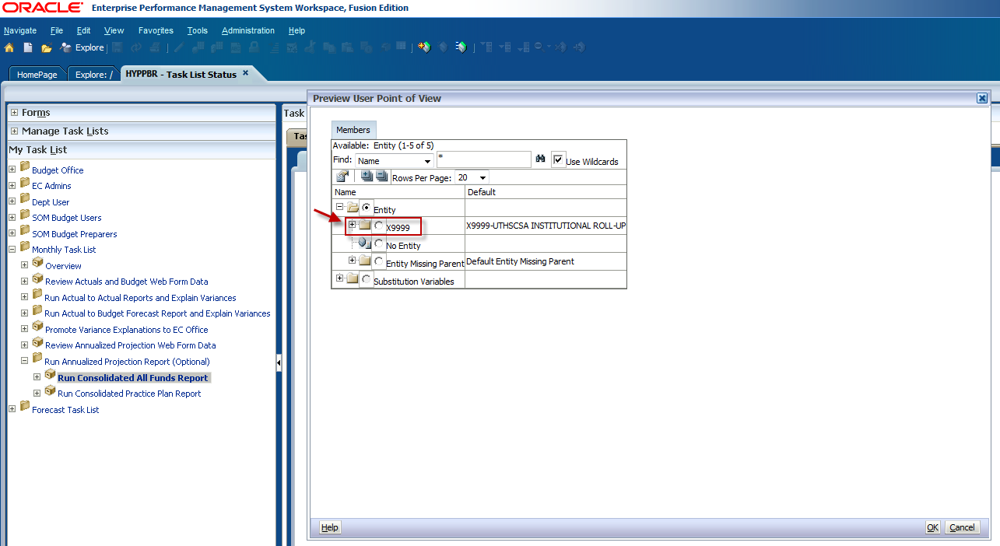 ORACLE Enterprise Performance Management System Workspace, Fusion Edition
Navigate File Edit View Favorites Tools Administration Help
Explore
HomePage Explore: / HYPPBR - Task List Status
Preview User Point of View
Forms
Task
Manage Task Lists
Members
My Task List
Available: Entity (1-5 of 5)
Find: Name * Use Wildcards
Rows Per Page: 20
Name Default
Entity
X9999 X9999-UTHSCSA INSTITUTIONAL ROLL-UP
No Entity
Entity Missing Parent Default Entity Missing Parent
Substitution Variables
Budget Office
EC Admins
Dept User
SOM Budget Users
SOM Budget Preparers
Monthly Task List
Overview
Review Actuals and Budget Web Form Data
Run Actual to Actual Reports and Explain Variances
Run Actual to Budget Forecast Report and Explain Variances
Promote Variance Explanations to EC Office
Review Annualized Projection Web Form Data
Run Annualized Projection Report (Optional)
Run Consolidated All Funds Report
Run Consolidated Practice Plan Report
Forecast Task List
Help OK Cancel